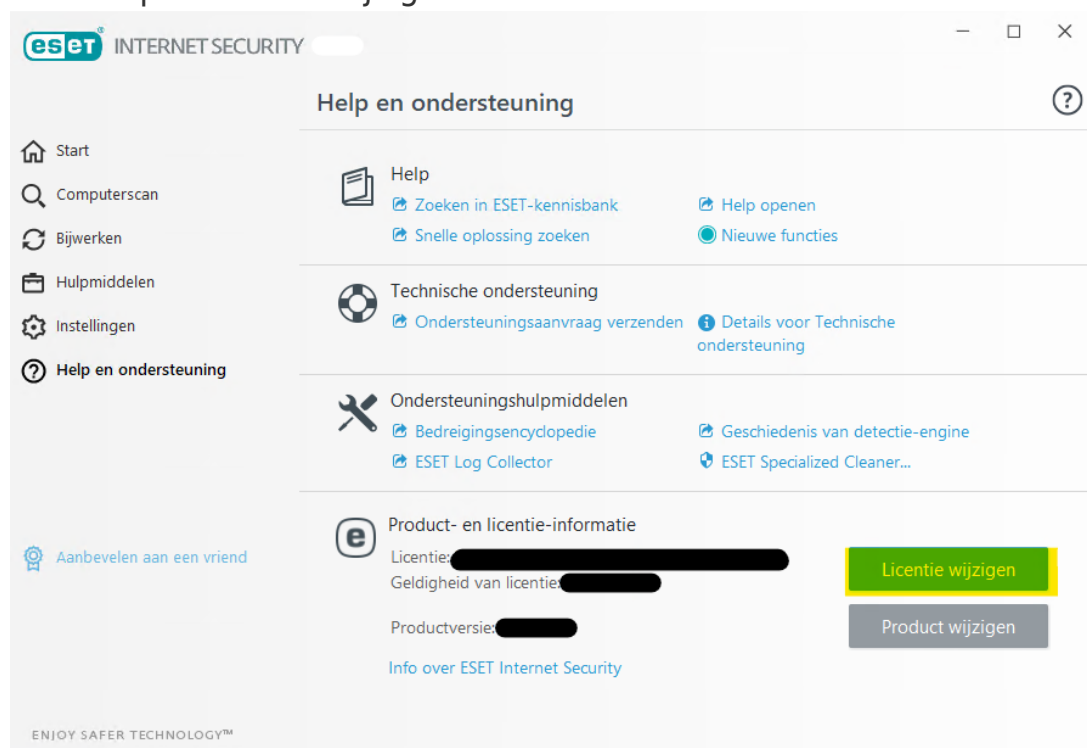 eset INTERNET SECURITY
Help en ondersteuning
Start
Computerscan
Bijwerken
Hulpmiddelen
Instellingen
Help en ondersteuning
Aanbevelen aan een vriend
Help
Zoeken in ESET-kennisbank
Help openen
Snelle oplossing zoeken
Nieuwe functies
Technische ondersteuning
Ondersteuningsaanvraag verzenden
Details voor Technische
ondersteuning
Ondersteuningshulpmiddelen
Bedreigingsencyclopedie
Geschiedenis van detectie-engine
ESET Log Collector
ESET Specialized Cleaner...
Product- en licentie-informatie
Licentie:
Geldigheid van licentie:
Licentie wijzigen
Productversie:
Product wijzigen
Info over ESET Internet Security
ENJOY SAFER TECHNOLOGY™